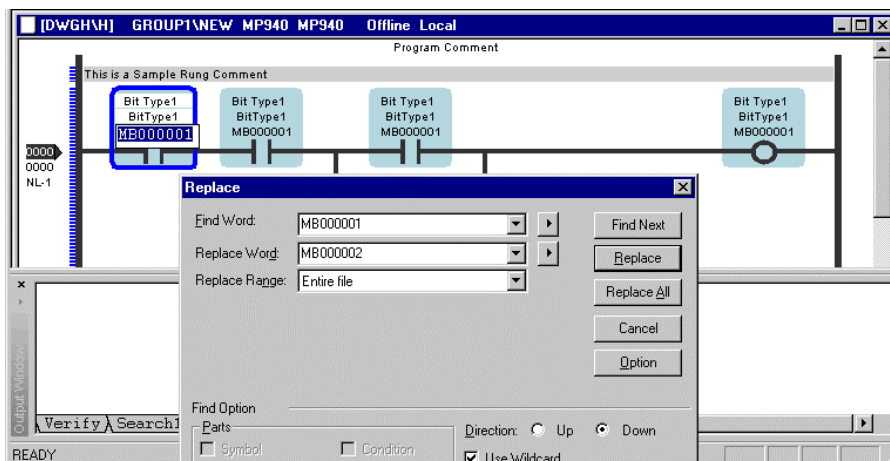 [DWGH\H] GROUP1\NEW MP940 MP940 Offline Local
Program Comment
This is a Sample Rung Comment
Bit Type1 Bit Type1 Bit Type1 Bit Type1
BitType1 BitType1 BitType1 BitType1
MB000001 MB000001 MB000001 MB000001
0000
0000
NL-1
Replace
Find Word: MB000001 Find Next
Replace Word: MB000002 Replace
Replace Range: Entire file Replace All
Cancel
Option
Find Option
Parts Direction: Up Down
Symbol Condition Use Wildcard
Output Window
Verify Search1
READY